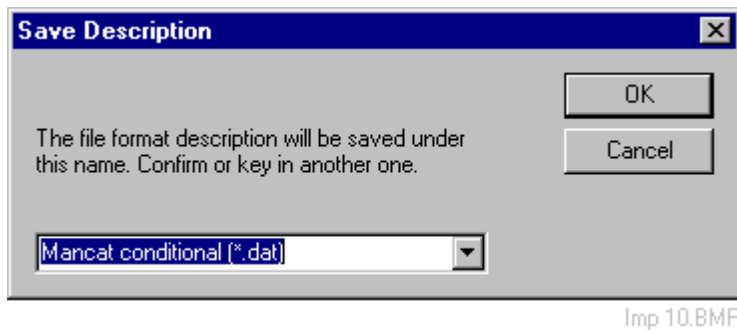 Save Description
OK
The file format description will be saved under
this name. Confirm or key in another one.
Cancel
Mancat conditional (*.dat)
Imp 10.BMF